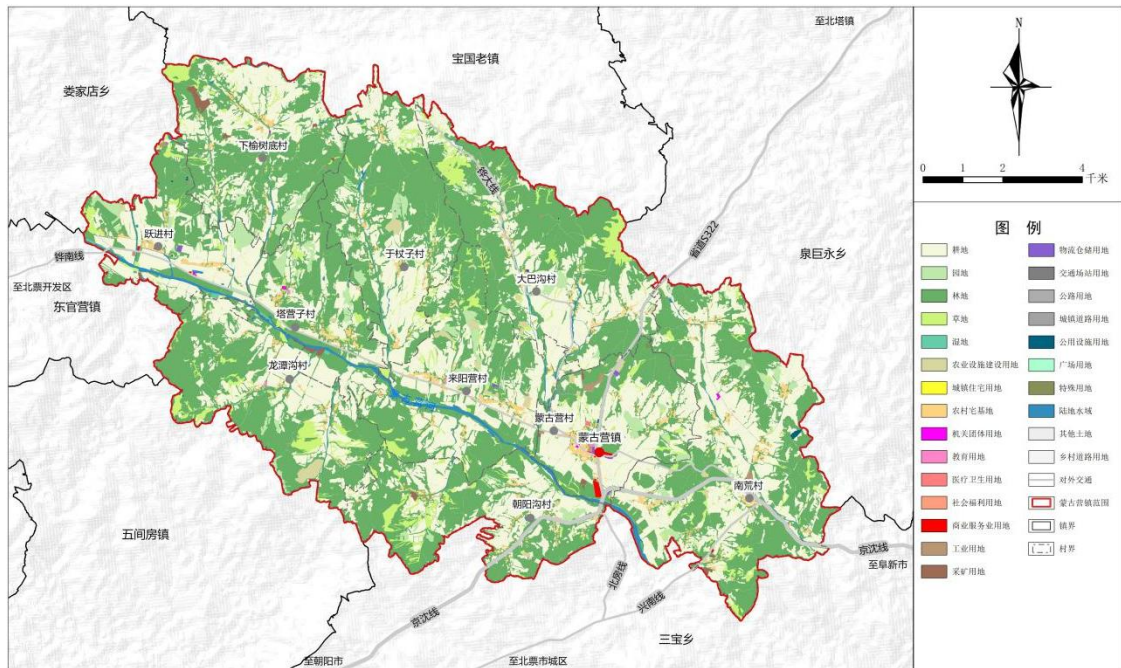 至北塔镇
宝国老镇
娄家店乡
下榆树底村
铧大线
省道S322
泉巨永乡
跃进村
铧南线
至北票开发区
东官营镇
于杖子村
大巴沟村
塔营子村
龙潭沟村
来阳营村
蒙古营村
蒙古营镇
南荒村
朝阳沟村
五间房镇
京沈线
至阜新市
北房线
兴南线
京沈线
三宝乡
至朝阳市
至北票市城区
N
0 1 2 4
千米
图 例
耕地
园地
林地
草地
湿地
农业设施建设用地
城镇住宅用地
农村宅基地
机关团体用地
教育用地
医疗卫生用地
社会福利用地
商业服务业用地
工业用地
采矿用地
物流仓储用地
交通场站用地
公路用地
城镇道路用地
公用设施用地
广场用地
特殊用地
陆地水域
其他土地
乡村道路用地
对外交通
蒙古营镇范围
镇界
村界